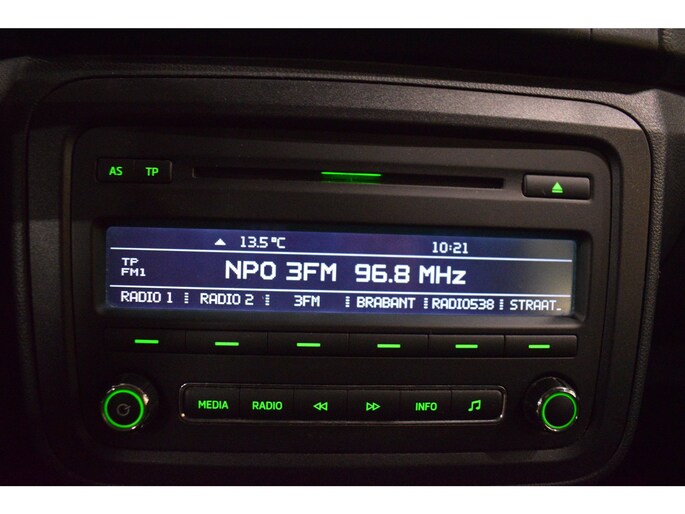 AS TP
13.5°C 10:21
TP
FM1
NPO 3FM 96.8 MHz
RADIO 1 RADIO 2 3FM BRABANT RADIO538 STRAAT_
MEDIA RADIO INFO